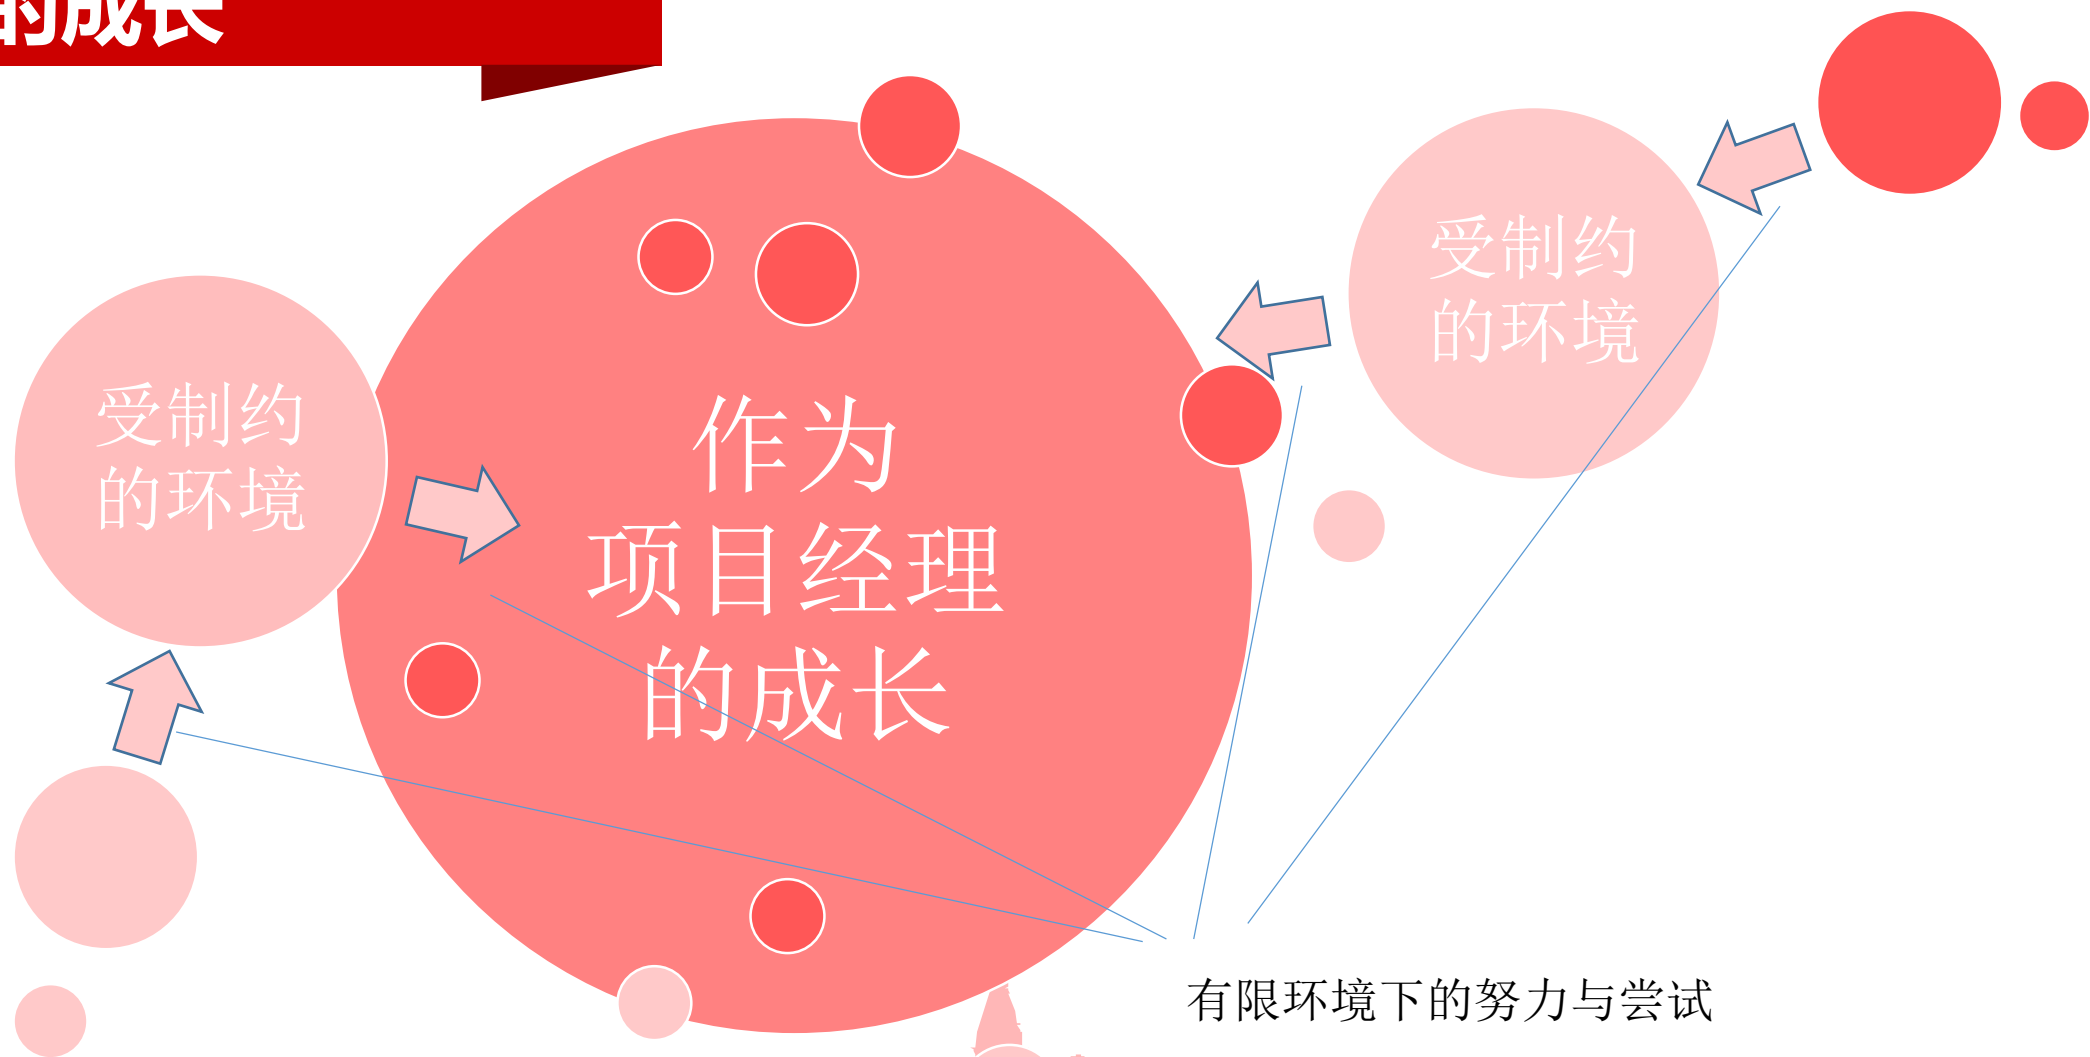 的成长
受制约
的环境
作为
项目经理
的成长
受制约
的环境
有限环境下的努力与尝试